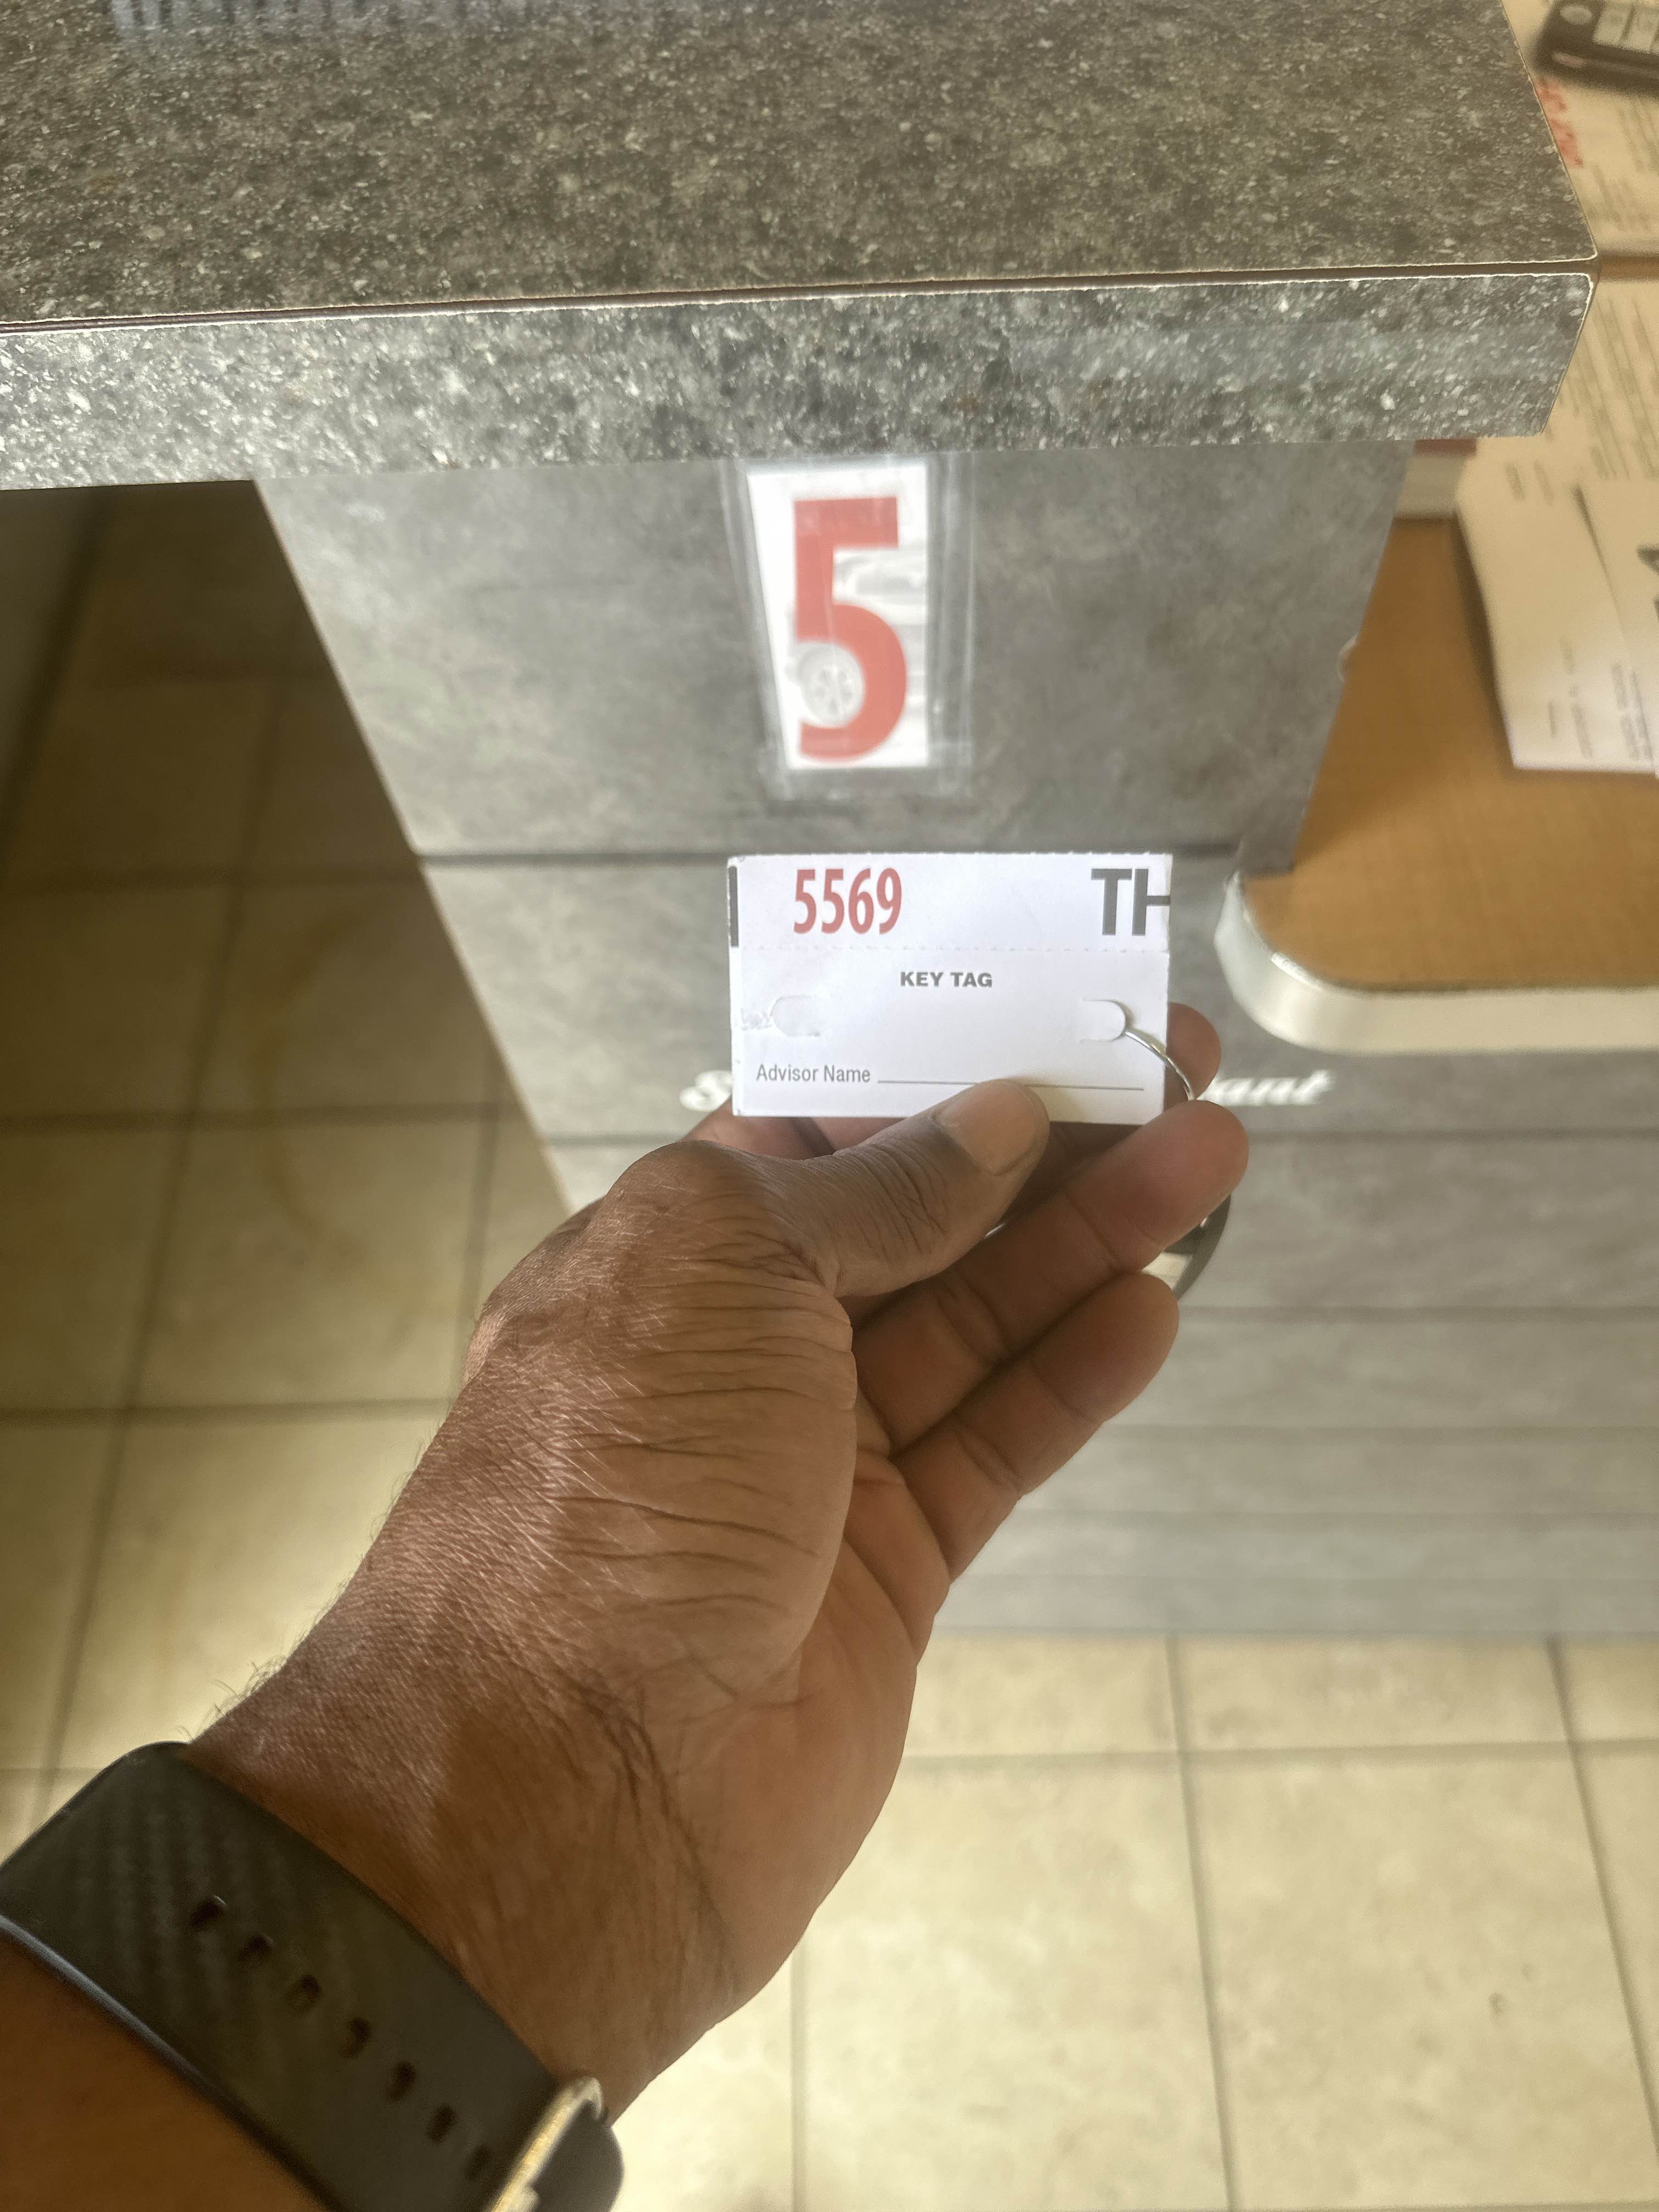 5
5569 TH
KEY TAG
Advisor Name